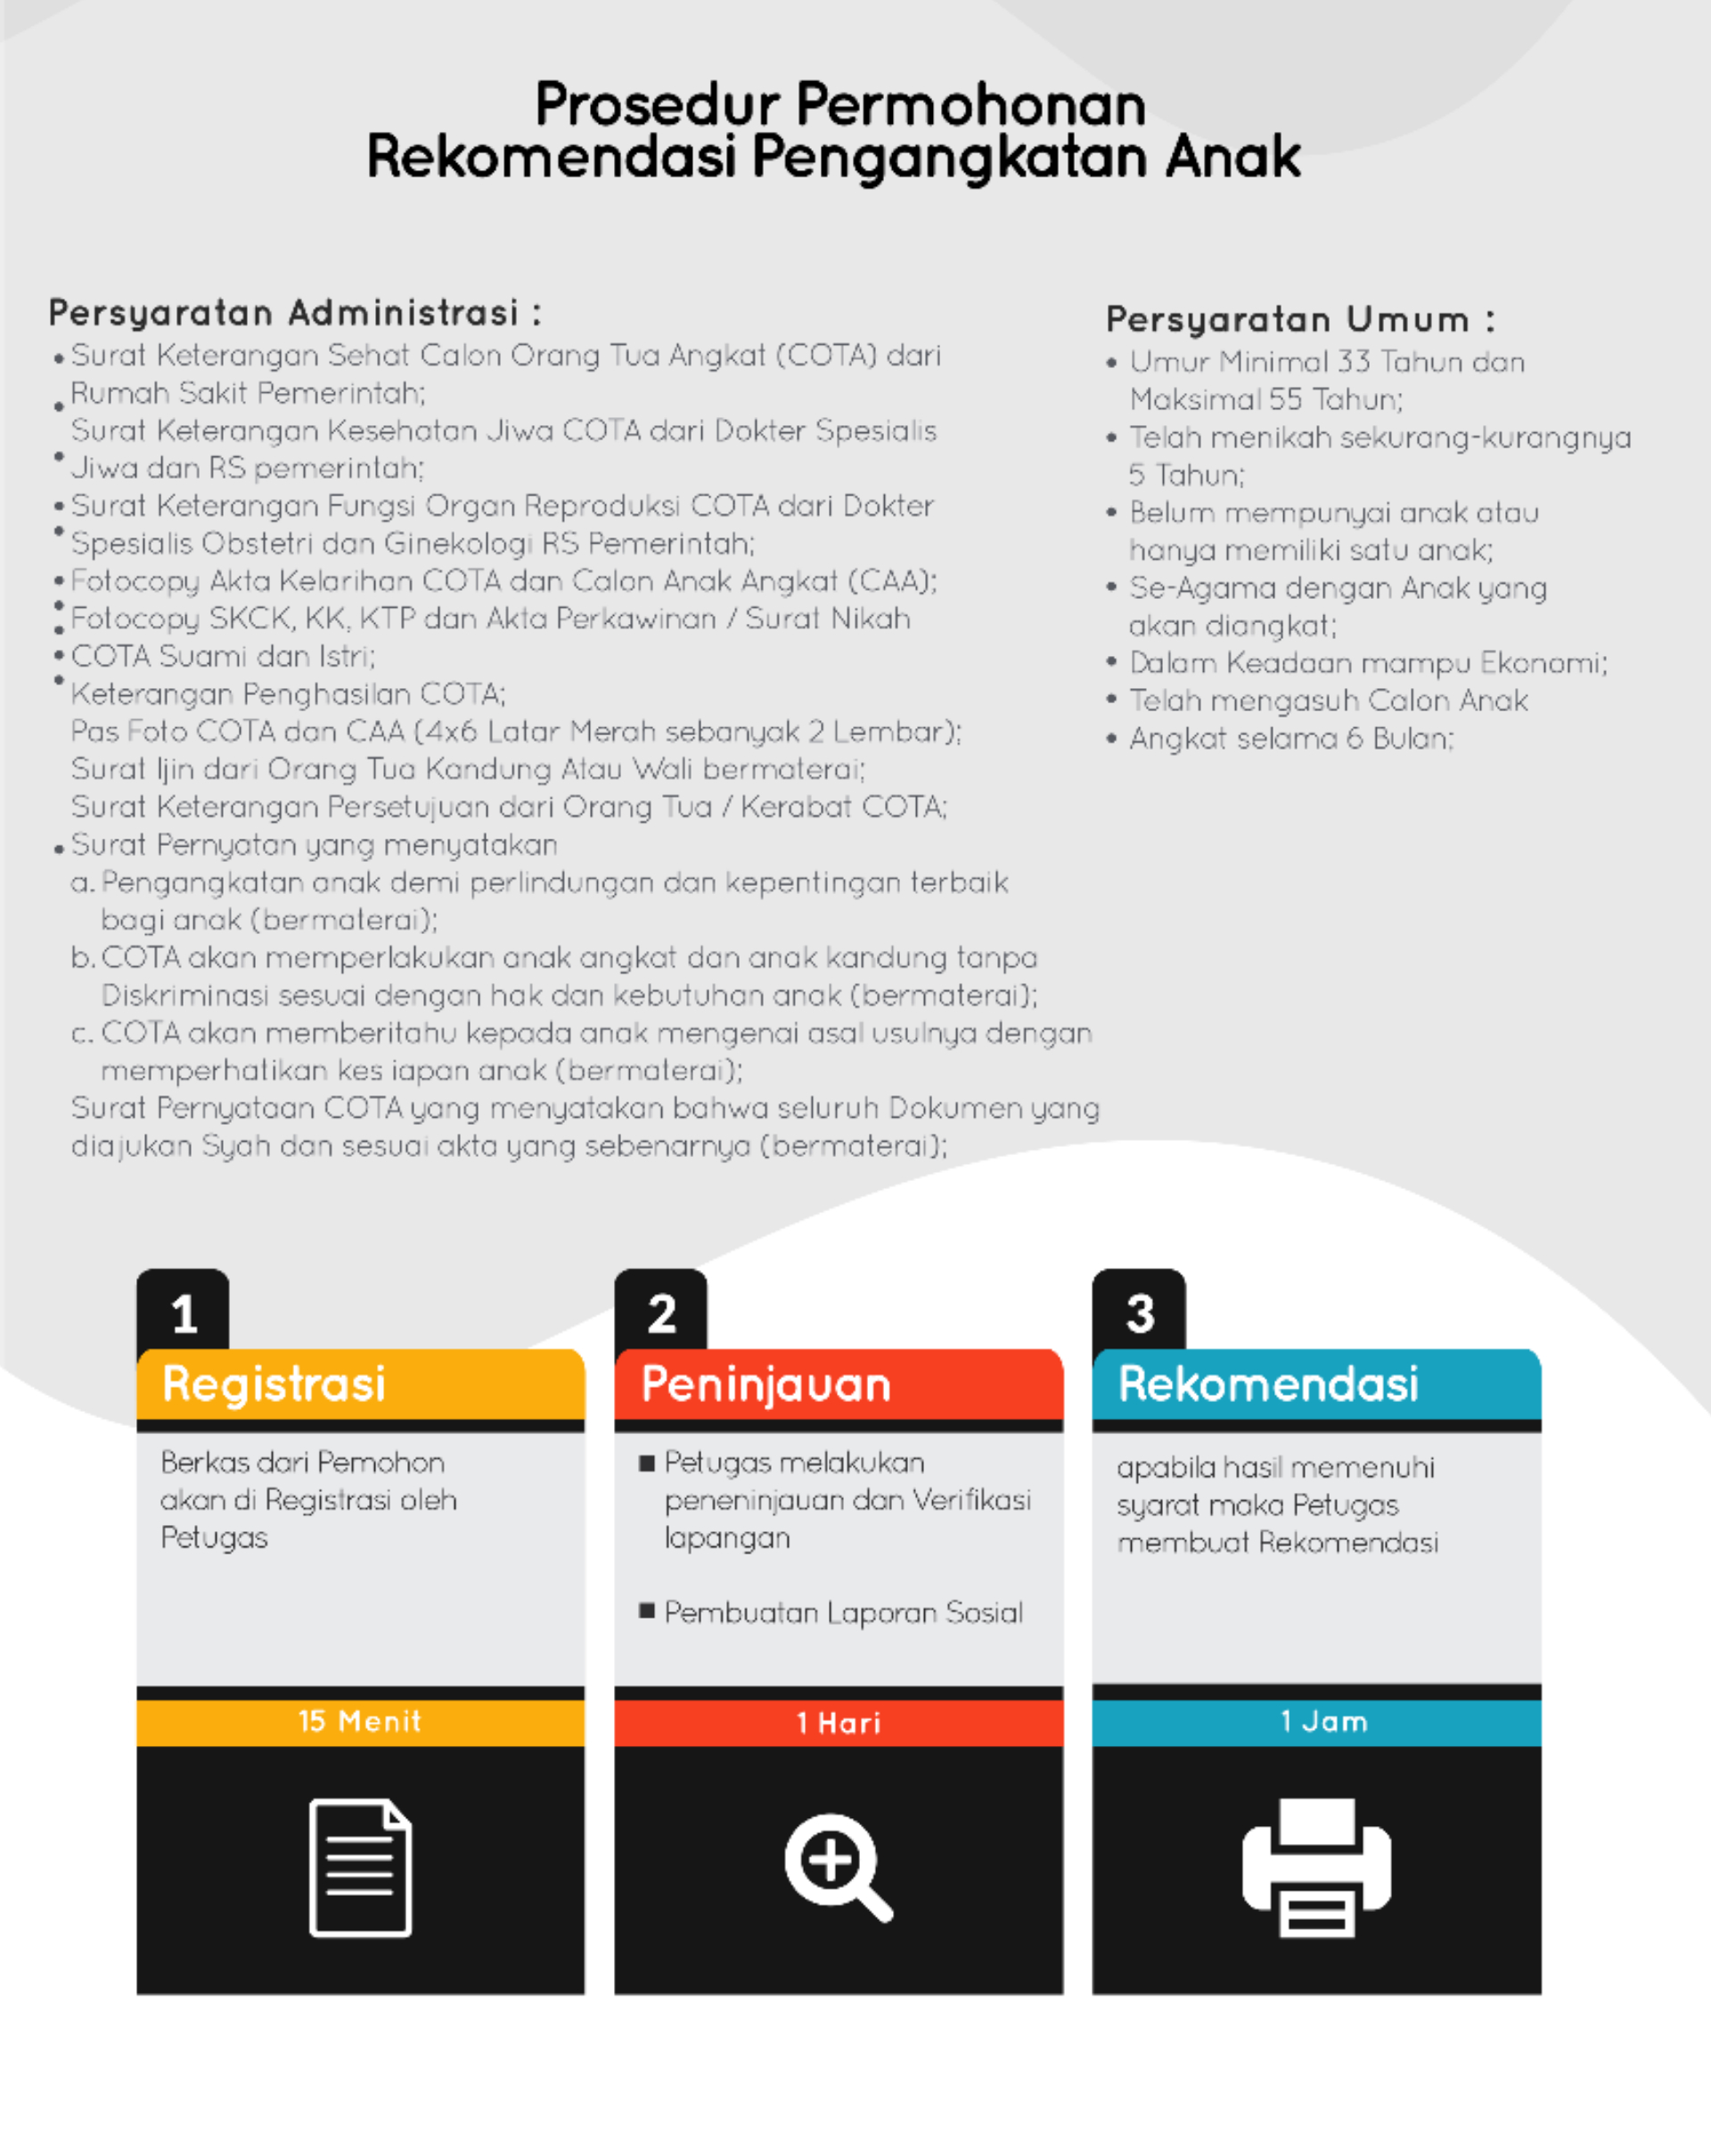 Prosedur Permohonan
Rekomendasi Pengangkatan Anak
Persyaratan Administrasi :
• Surat Keterangan Sehat Calon Orang Tua Angkat (COTA) dari
Rumah Sakit Pemerintah;
• Surat Keterangan Kesehatan Jiwa COTA dari Dokter Spesialis
• Jiwa dan RS pemerintah;
• Surat Keterangan Fungsi Organ Reproduksi COTA dari Dokter
• Spesialis Obstetri dan Ginekologi RS Pemerintah;
• Fotocopy Akta Kelarihan COTA dan Calon Anak Angkat (CAA);
• Fotocopy SKCK, KK, KTP dan Akta Perkawinan / Surat Nikah
• COTA Suami dan Istri;
• Keterangan Penghasilan COTA;
Pas Foto COTA dan CAA (4x6 Latar Merah sebanyak 2 Lembar);
Surat Ijin dari Orang Tua Kandung Atau Wali bermaterai;
Surat Keterangan Persetujuan dari Orang Tua / Kerabat COTA;
• Surat Pernyatan yang menyatakan
a. Pengangkatan anak demi perlindungan dan kepentingan terbaik
bagi anak (bermaterai);
b. COTA akan memperlakukan anak angkat dan anak kandung tanpa
Diskriminasi sesuai dengan hak dan kebutuhan anak (bermaterai);
c. COTA akan memberitahu kepada anak mengenai asal usulnya dengan
memperhatikan kes iapan anak (bermaterai);
Surat Pernyataan COTA yang menyatakan bahwa seluruh Dokumen yang
diajukan Syah dan sesuai akta yang sebenarnya (bermaterai);
Persyaratan Umum :
• Umur Minimal 33 Tahun dan
Maksimal 55 Tahun;
• Telah menikah sekurang-kurangnya
5 Tahun;
• Belum mempunyai anak atau
hanya memiliki satu anak;
• Se-Agama dengan Anak yang
akan diangkat;
• Dalam Keadaan mampu Ekonomi;
• Telah mengasuh Calon Anak
• Angkat selama 6 Bulan;
1
Registrasi
Berkas dari Pemohon
akan di Registrasi oleh
Petugas
15 Menit
2
Peninjauan
■ Petugas melakukan
peneninjauan dan Verifikasi
lapangan
■ Pembuatan Laporan Sosial
1 Hari
3
Rekomendasi
apabila hasil memenuhi
syarat maka Petugas
membuat Rekomendasi
1 Jam